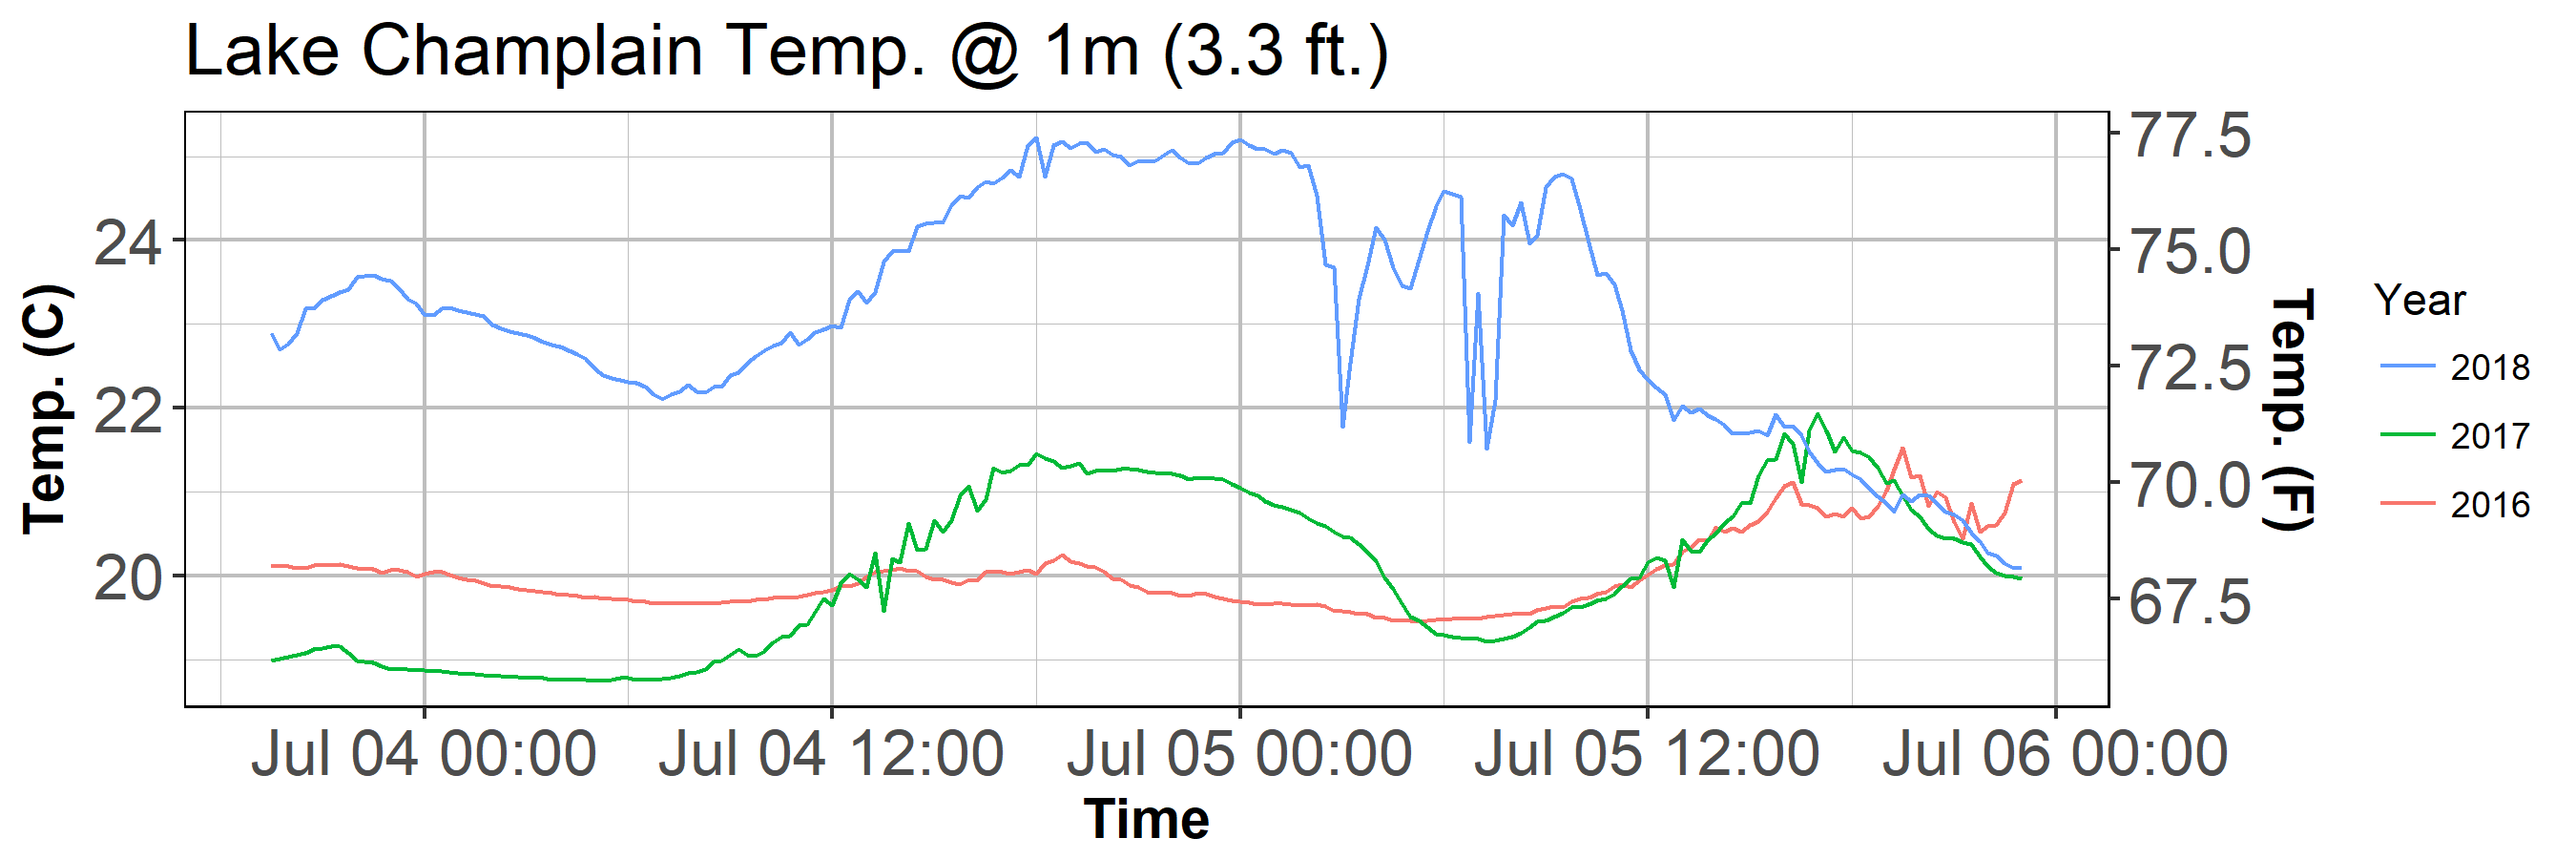 Lake Champlain Temp. @ 1m (3.3 ft.)
Temp. (C)
24
22
20
77.5
75.0
72.5
70.0
67.5
Temp. (F)
Year
2018
2017
2016
Jul 04 00:00
Jul 04 12:00
Jul 05 00:00
Jul 05 12:00
Jul 06 00:00
Time